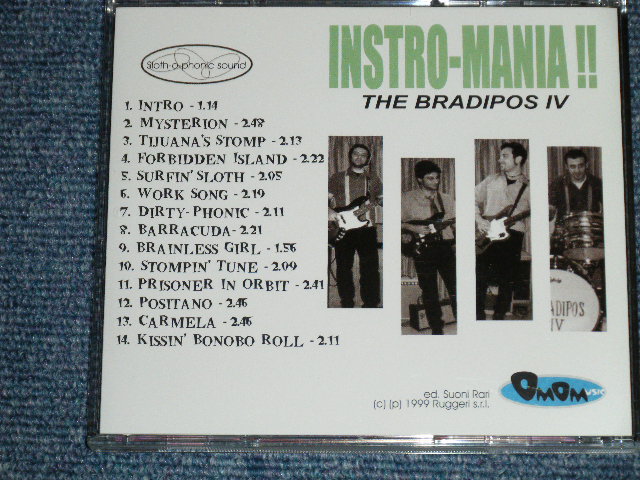 Sloth-o-phonic sound
INSTRO-MANIA !!
THE BRADIPOS IV
1. INTRO - 1.14
2. MYSTERION - 2.48
3. TIJUANA'S STOMP - 2.13
4. FORBIDDEN ISLAND - 2.22
5. SURFIN' SLOTH - 2.05
6. WORK SONG - 2.19
7. DIRTY-PHONIC - 2.11
8. BARRACUDA - 2.21
9. BRAINLESS GIRL - 1.56
10. STOMPIN' TUNE - 2.09
11. PRISONER IN ORBIT - 2.41
12. POSITANO - 2.46
13. CARMELA - 2.46
14. KISSIN' BONOBO ROLL - 2.11
RADIPOS
IV
ed. Suoni Rari
(c) (p) 1999 Ruggeri s.r.l.
OMOMUSIC